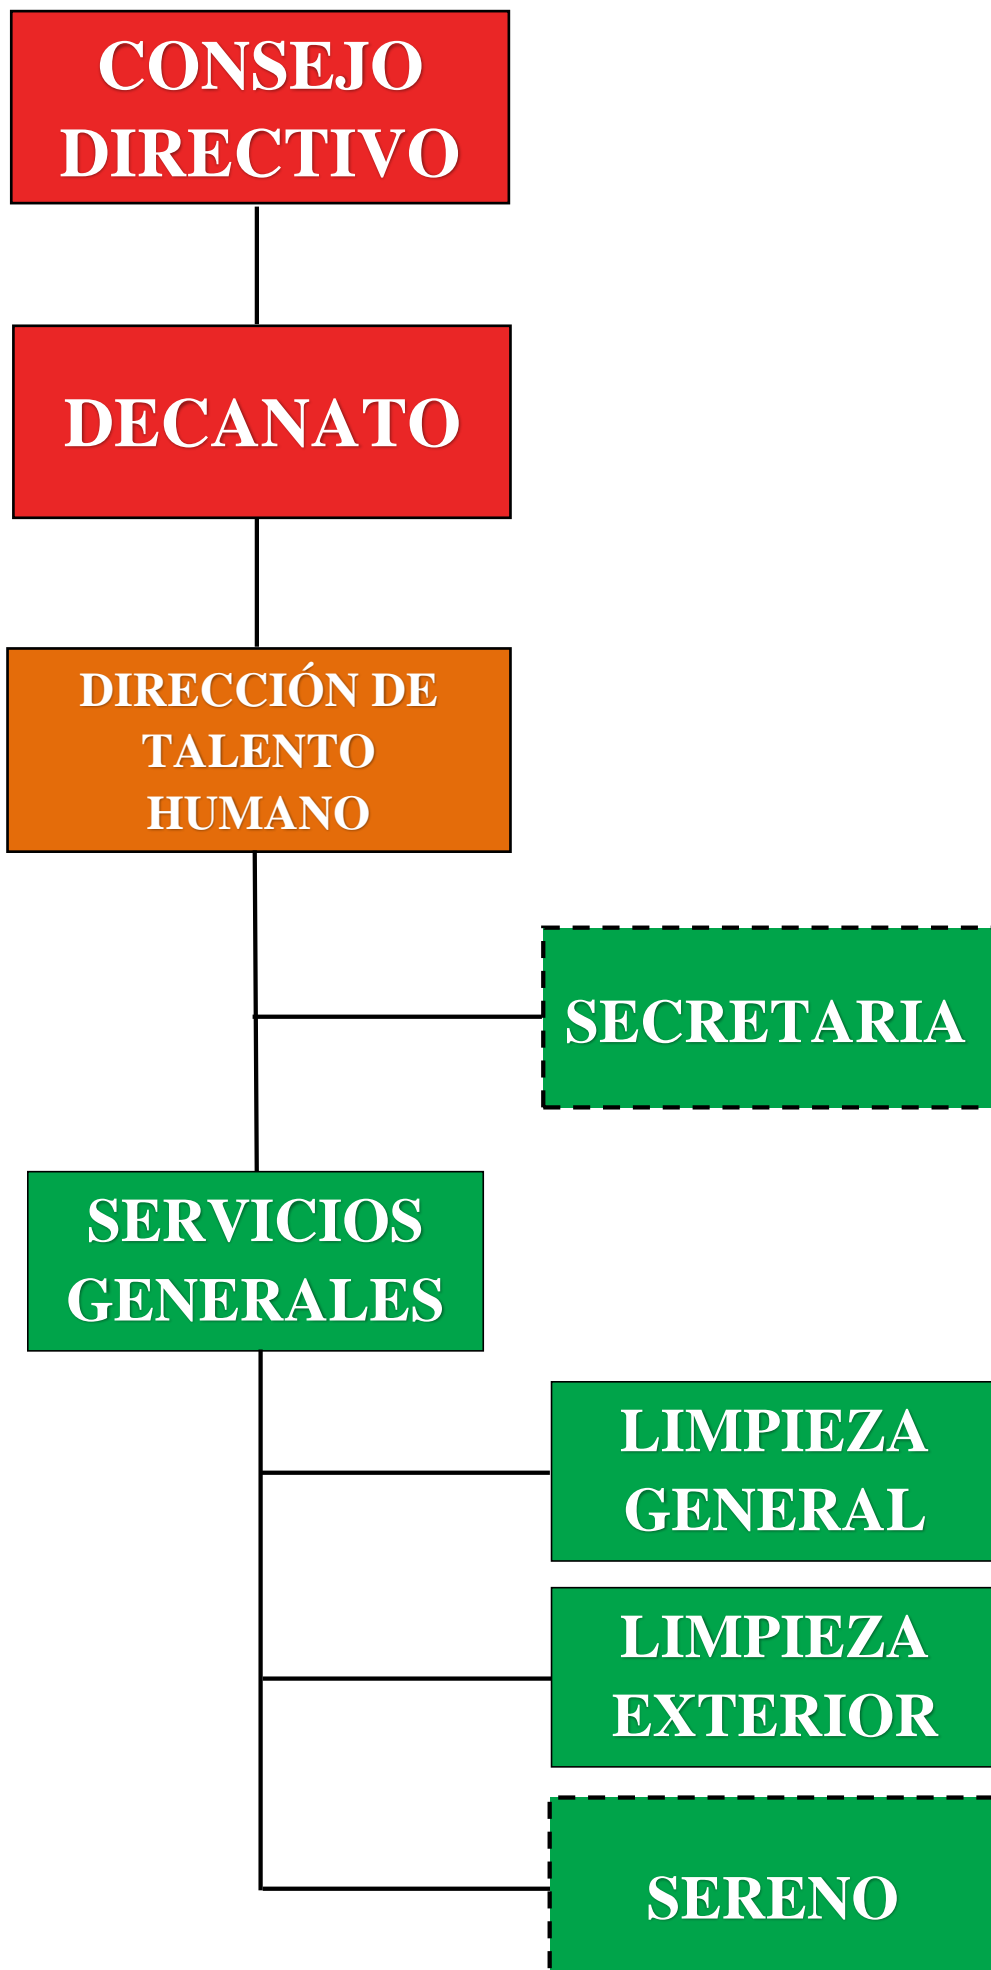 CONSEJO
DIRECTIVO
DECANATO
DIRECCIÓN DE
TALENTO
HUMANO
SECRETARIA
SERVICIOS
GENERALES
LIMPIEZA
GENERAL
LIMPIEZA
EXTERIOR
SERENO